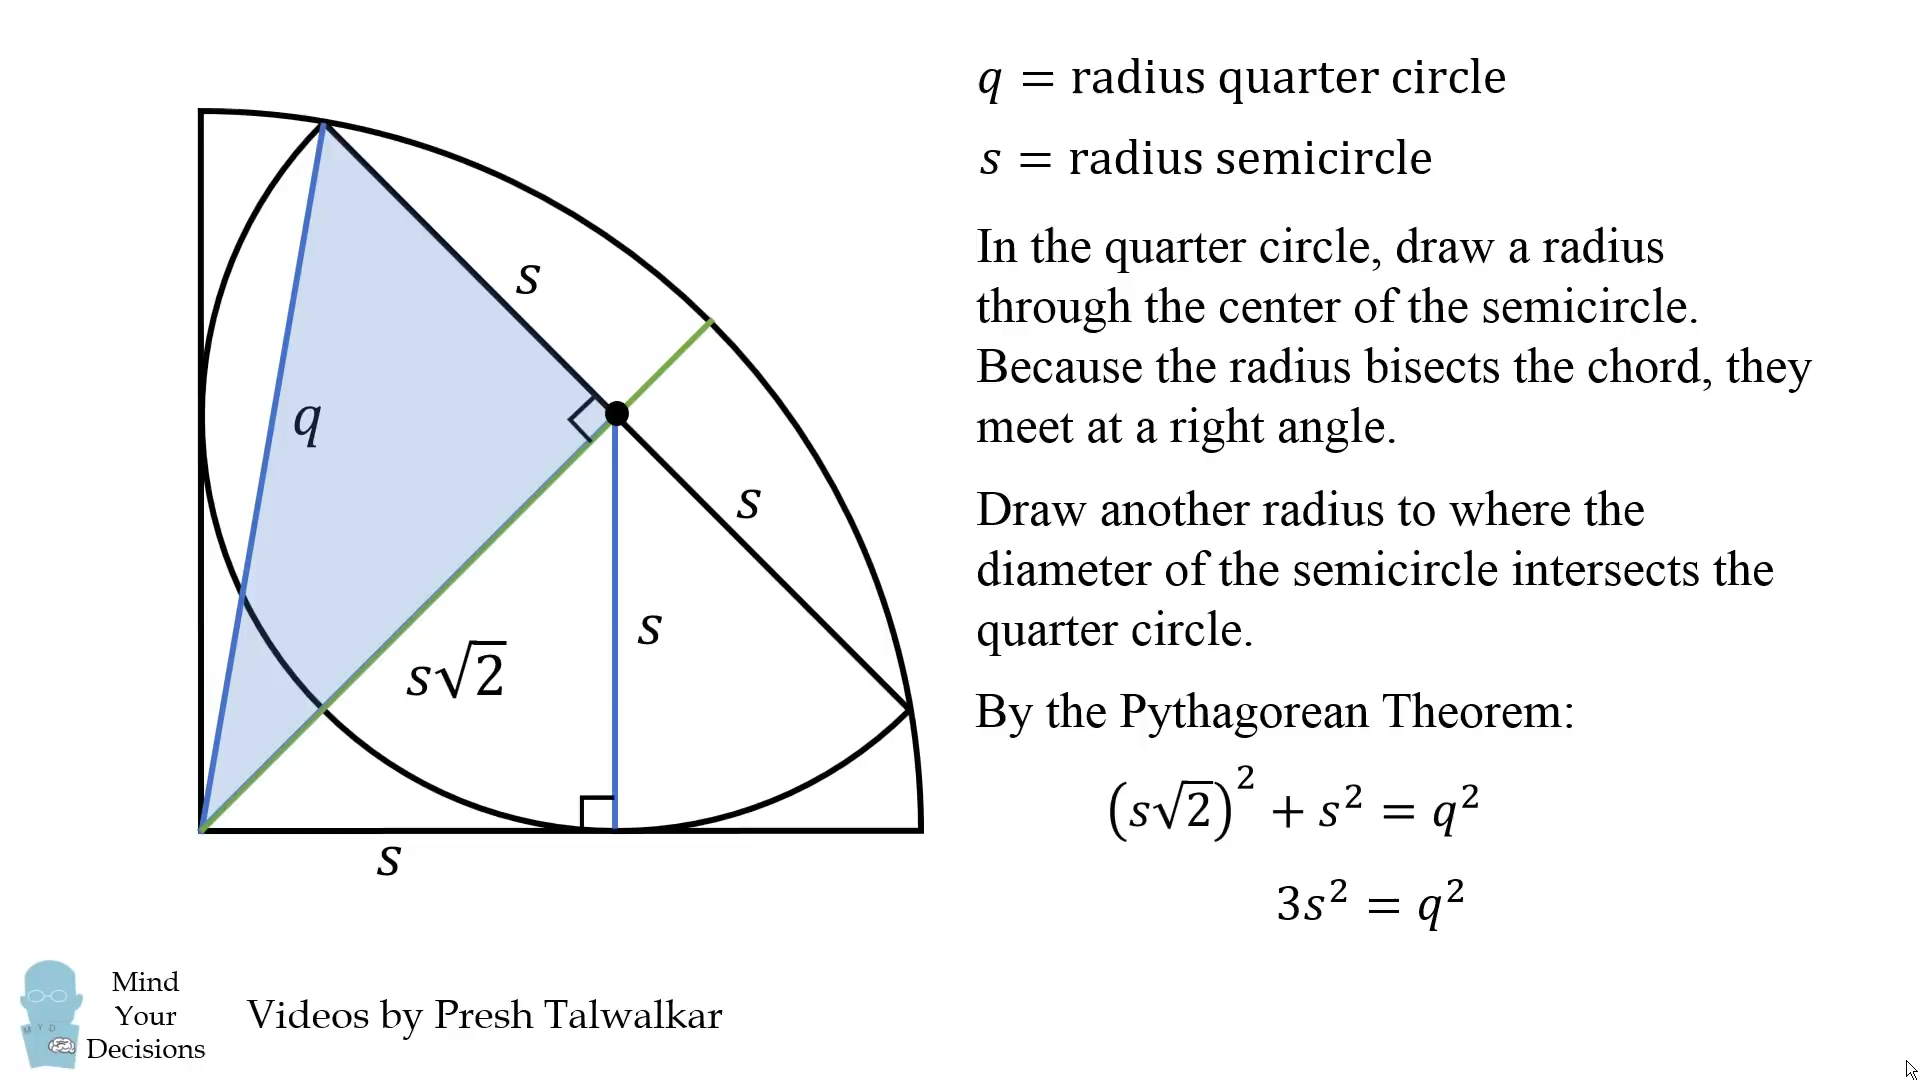 q = radius quarter circle
s = radius semicircle
In the quarter circle, draw a radius
through the center of the semicircle.
Because the radius bisects the chord, they
meet at a right angle.
Draw another radius to where the
diameter of the semicircle intersects the
quarter circle.
By the Pythagorean Theorem:
(s√2)² + s² = q²
3s² = q²
s
q
s
s
s√2
s
M Y D
Mind
Your
Decisions
Videos by Presh Talwalkar